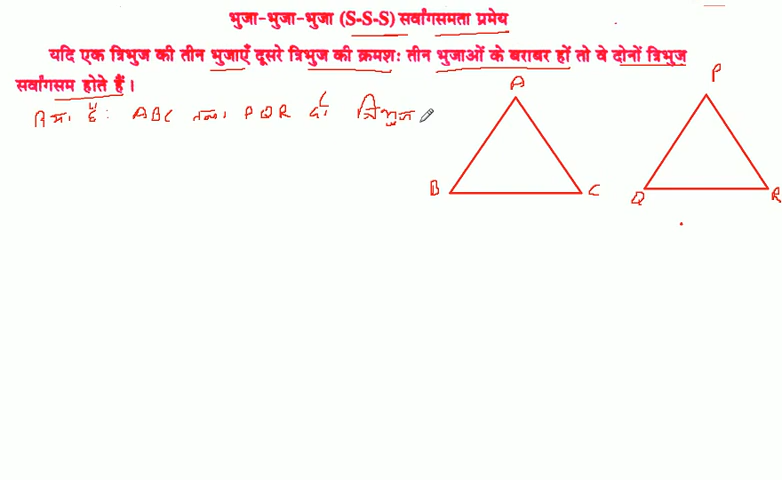 भुजा-भुजा-भुजा (S-S-S) सर्वांगसमता प्रमेय
यदि एक त्रिभुज की तीन भुजाएँ दूसरे त्रिभुज की क्रमशः तीन भुजाओं के बराबर हों तो वे दोनों त्रिभुज
सर्वांगसम होते हैं।
दिया है: ABC तथा PQR दो त्रिभुज
A
B
C
P
Q
R